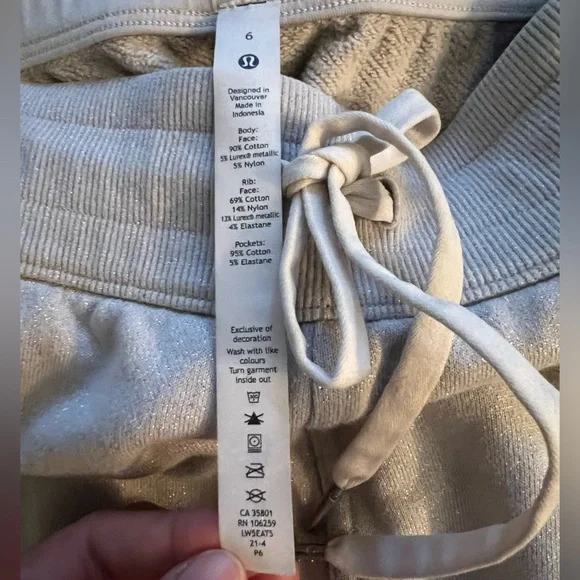 6
Designed in
Vancouver
Made in
Indonesia
Body:
Face:
90% Cotton
5% Lurex® metallic
5% Nylon
Rib:
Face:
69% Cotton
14% Nylon
13% Lurex® metallic
4% Elastane
Pockets:
95% Cotton
5% Elastane
Exclusive of
decoration
Wash with like
colours
Turn garment
inside out
CA 35801
RN 106259
LW5EATS
21-4
P6